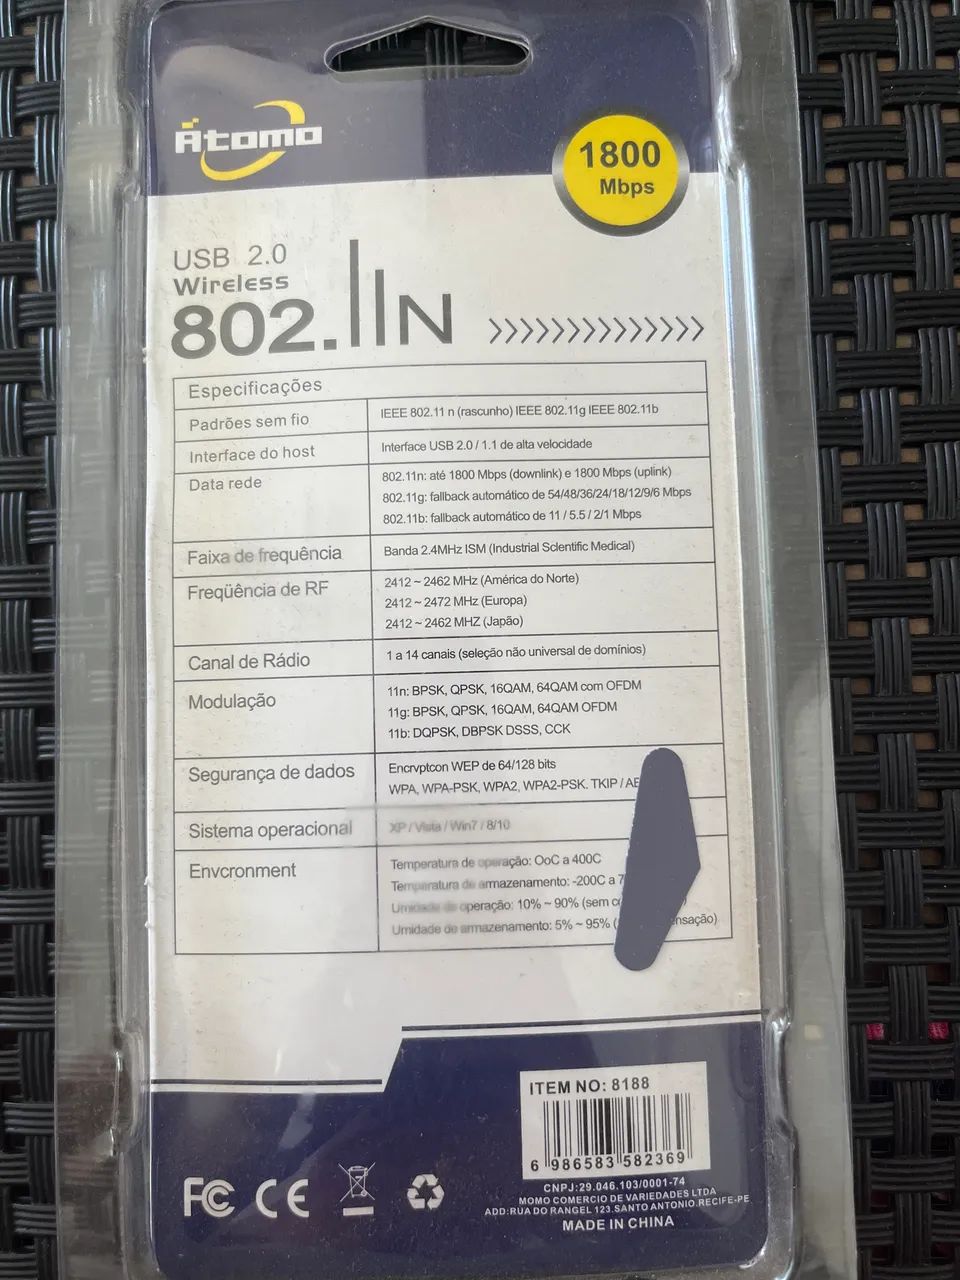 Atomo
1800
Mbps
USB 2.0
Wireless
802.11N
Especificações
Padrões sem fio IEEE 802.11 n (rascunho) IEEE 802.11g IEEE 802.11b
Interface do host Interface USB 2.0 / 1.1 de alta velocidade
Data rede 802.11n: até 1800 Mbps (downlink) e 1800 Mbps (uplink)
802.11g: fallback automático de 54/48/36/24/18/12/9/6 Mbps
802.11b: fallback automático de 11 / 5.5 / 2/1 Mbps
Faixa de frequência Banda 2.4MHz ISM (Industrial Scientific Medical)
Freqüência de RF 2412 ~ 2462 MHz (América do Norte)
2412 ~ 2472 MHz (Europa)
2412 ~ 2462 MHZ (Japão)
Canal de Rádio 1 a 14 canais (seleção não universal de domínios)
Modulação 11n: BPSK, QPSK, 16QAM, 64QAM com OFDM
11g: BPSK, QPSK, 16QAM, 64QAM OFDM
11b: DQPSK, DBPSK DSSS, CCK
Segurança de dados Encrvptcon WEP de 64/128 bits
WPA, WPA-PSK, WPA2, WPA2-PSK. TKIP /
Sistema operacional XP / Vista / Win7 / 8/10
Envcronment Temperatura de operação: OoC a 400C
Temperatura de armazenamento: -200C a
Umidade de operação: 10% ~ 90% (sem
Umidade de armazenamento: 5% ~ 95%
ITEM NO: 8188
6 986583 582369
FC CE
CNPJ:29.046.103/0001-74
MOMO COMERCIO DE VARIEDADES LTDA
ADD:RUA DO RANGEL 123.SANTO ANTONIO.RECIFE-PE
MADE IN CHINA